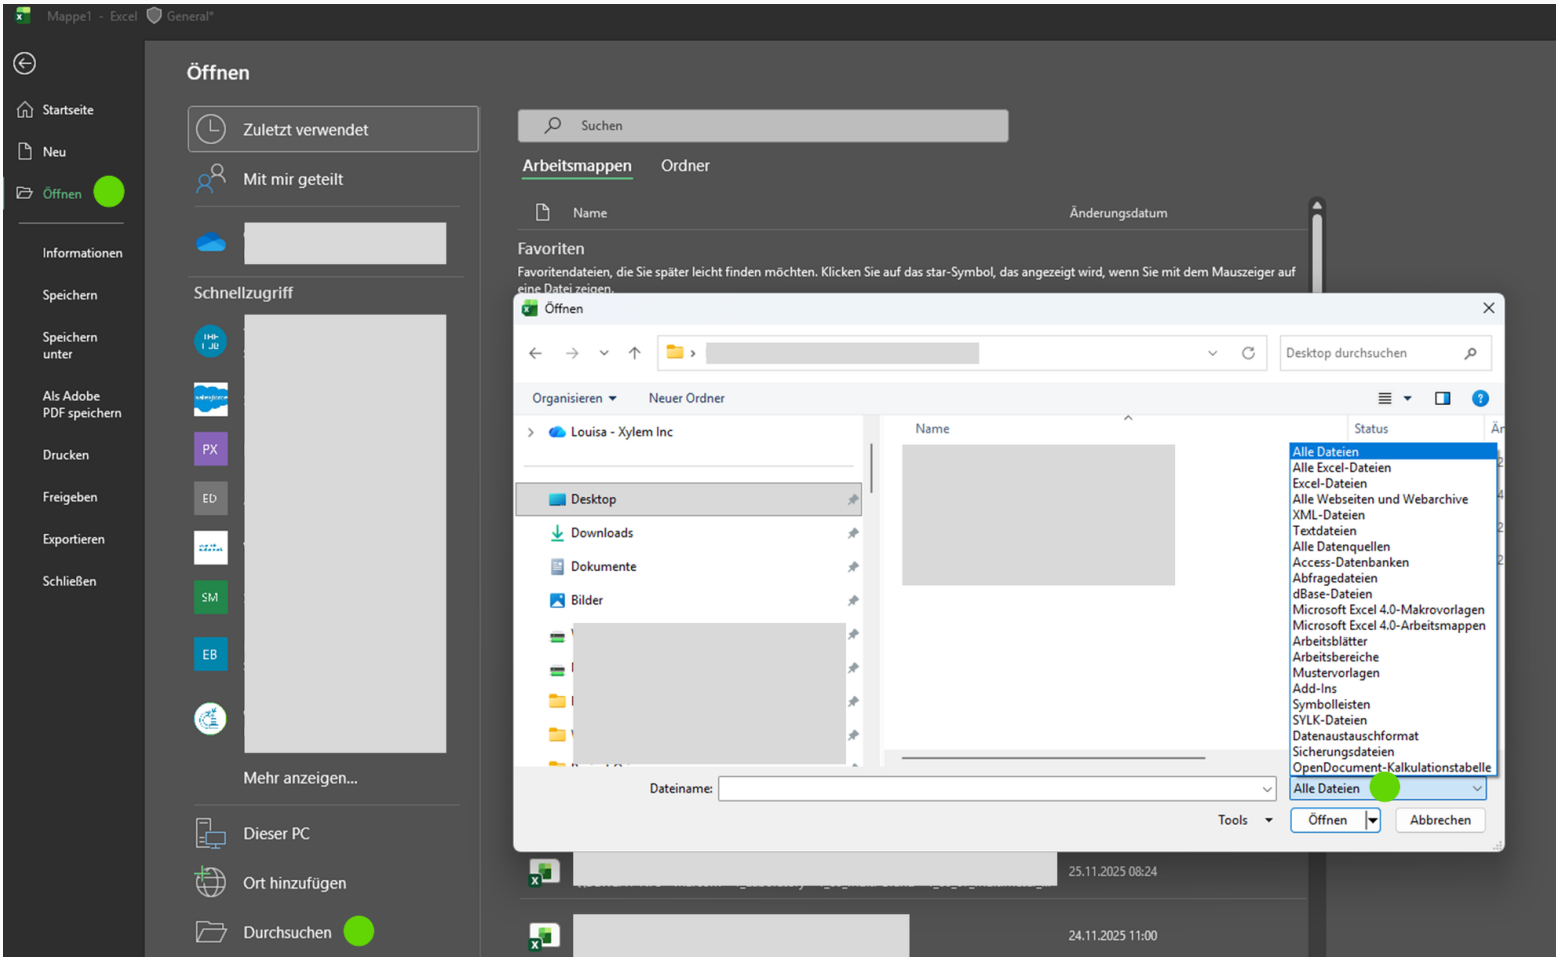 Mappe1 - Excel General*
Öffnen
Startseite
Neu
Öffnen
Informationen
Speichern
Speichern
unter
Als Adobe
PDF speichern
Drucken
Freigeben
Exportieren
Schließen
Zuletzt verwendet
Mit mir geteilt
Schnellzugriff
salesforce
PX
ED
SM
EB
Mehr anzeigen...
Dieser PC
Ort hinzufügen
Durchsuchen
Suchen
Arbeitsmappen Ordner
Name Änderungsdatum
Favoriten
Favoritendateien, die Sie später leicht finden möchten. Klicken Sie auf das star-Symbol, das angezeigt wird, wenn Sie mit dem Mauszeiger auf
eine Datei zeigen.
Öffnen
Desktop durchsuchen
Organisieren Neuer Ordner
Louisa - Xylem Inc
Desktop
Downloads
Dokumente
Bilder
Name Status Än
Alle Dateien
Alle Excel-Dateien
Excel-Dateien
Alle Webseiten und Webarchive
XML-Dateien
Textdateien
Alle Datenquellen
Access-Datenbanken
Abfragedateien
dBase-Dateien
Microsoft Excel 4.0-Makrovorlagen
Microsoft Excel 4.0-Arbeitsmappen
Arbeitsblätter
Arbeitsbereiche
Mustervorlagen
Add-Ins
Symbolleisten
SYLK-Dateien
Datenaustauschformat
Sicherungsdateien
OpenDocument-Kalkulationstabelle
Dateiname: Alle Dateien
Tools Öffnen Abbrechen
25.11.2025 08:24
24.11.2025 11:00